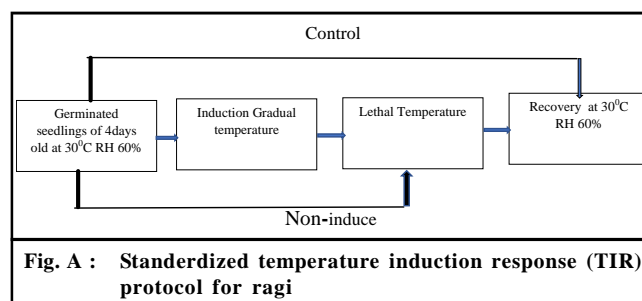 Control
Germinated
seedlings of 4days
old at 30⁰C RH 60%
Induction Gradual
temperature
Lethal Temperature
Recovery at 30⁰C
RH 60%
Non-induce
Fig. A : Standerdized temperature induction response (TIR)
protocol for ragi